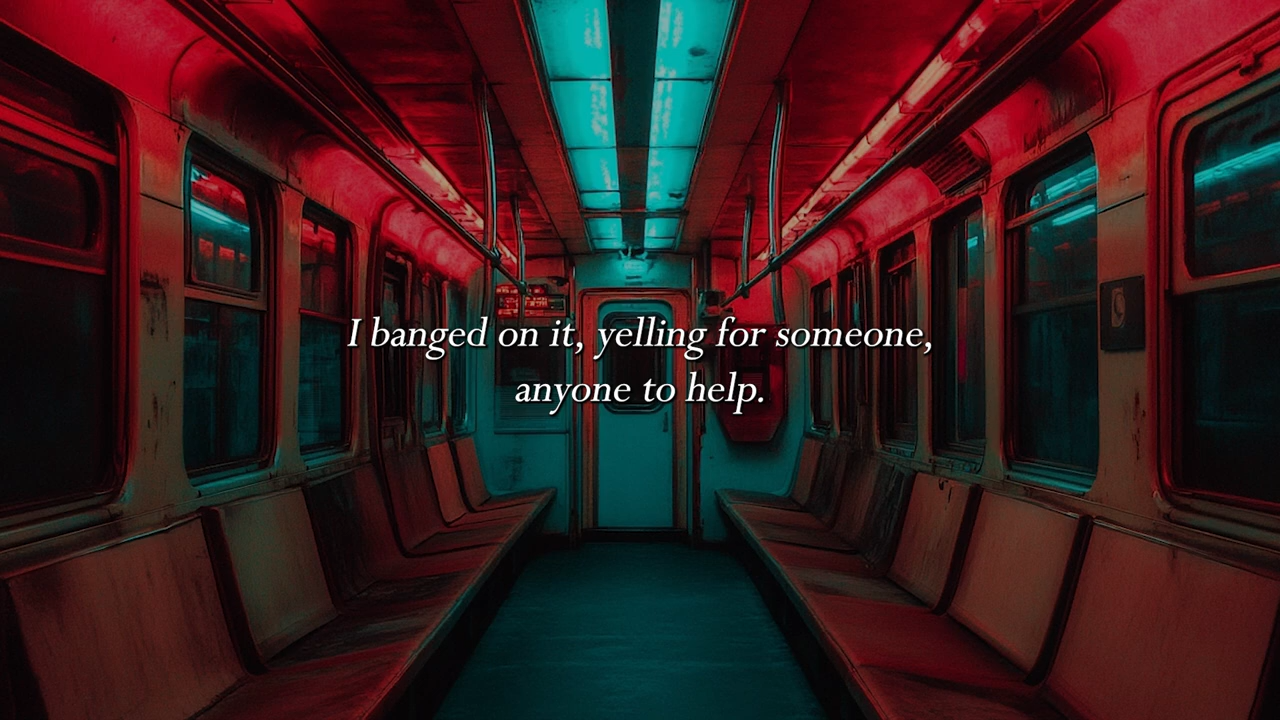 I banged on it, yelling for someone,
anyone to help.